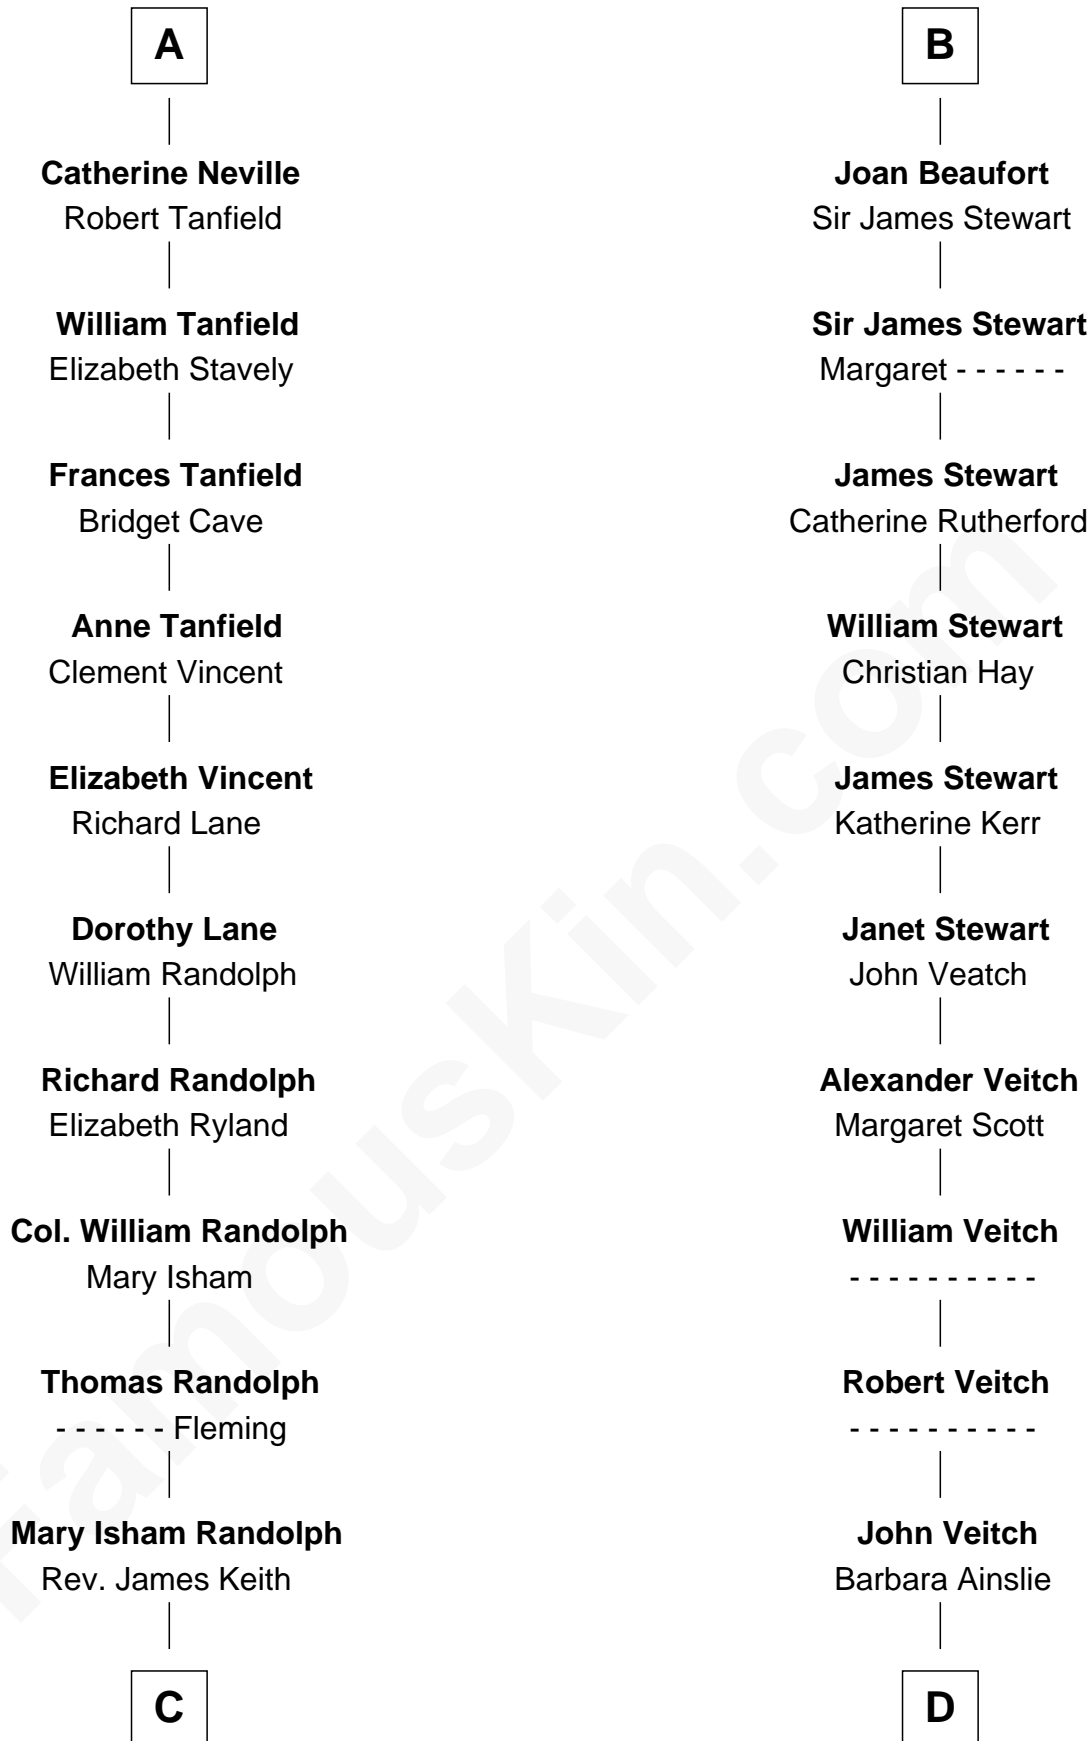 A
Catherine Neville
Robert Tanfield
William Tanfield
Elizabeth Stavely
Frances Tanfield
Bridget Cave
Anne Tanfield
Clement Vincent
Elizabeth Vincent
Richard Lane
Dorothy Lane
William Randolph
Richard Randolph
Elizabeth Ryland
Col. William Randolph
Mary Isham
Thomas Randolph
- - - - - - Fleming
Mary Isham Randolph
Rev. James Keith
C
B
Joan Beaufort
Sir James Stewart
Sir James Stewart
Margaret - - - - - -
James Stewart
Catherine Rutherford
William Stewart
Christian Hay
James Stewart
Katherine Kerr
Janet Stewart
John Veatch
Alexander Veitch
Margaret Scott
William Veitch
- - - - - - - - - -
Robert Veitch
- - - - - - - - - -
John Veitch
Barbara Ainslie
D
FamousKin.com